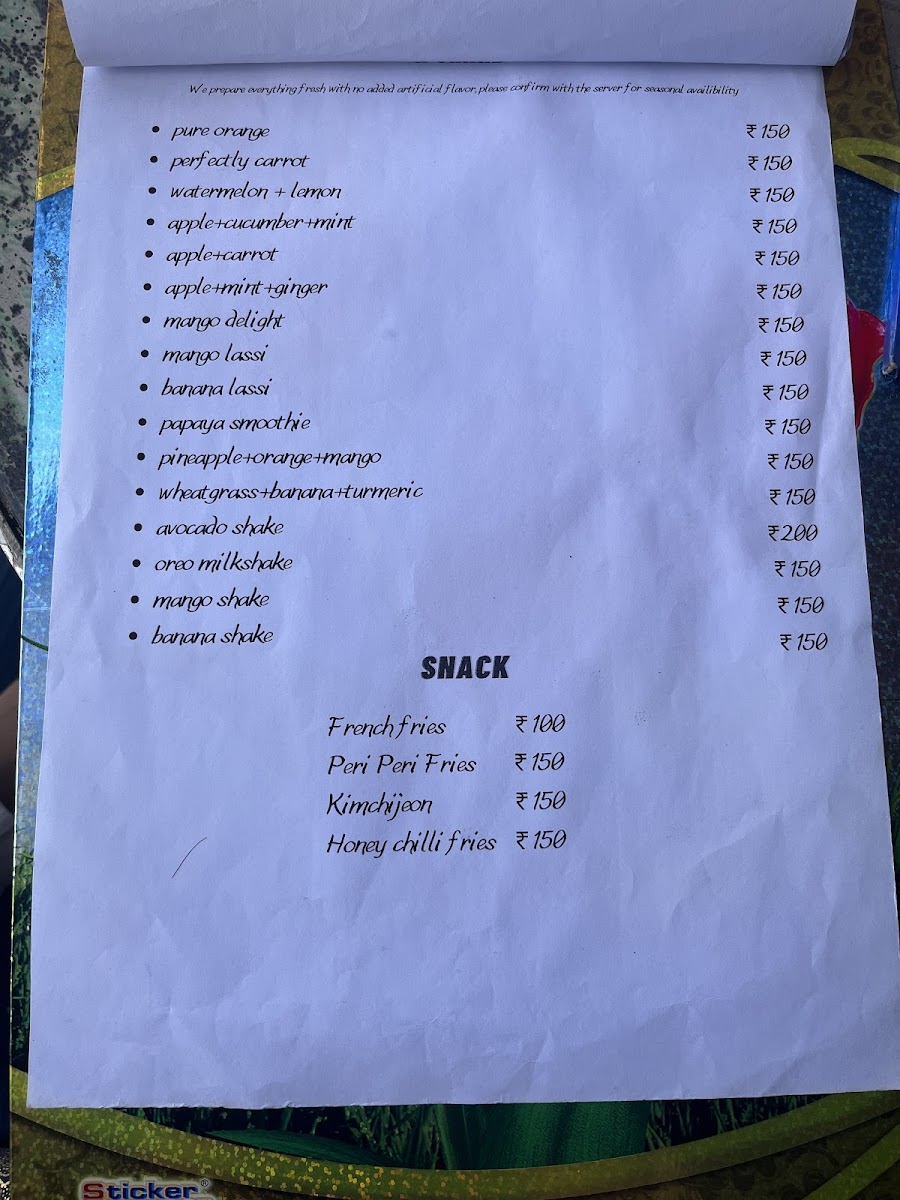 We prepare everything fresh with no added artificial flavor, please confirm with the server for seasonal availibility
• pure orange ₹150
• perfectly carrot ₹150
• watermelon + lemon ₹150
• apple+cucumber+mint ₹150
• apple+carrot ₹150
• apple+mint+ginger ₹150
• mango delight ₹150
• mango lassi ₹150
• banana lassi ₹150
• papaya smoothie ₹150
• pineapple+orange+mango ₹150
• wheatgrass+banana+turmeric ₹150
• avocado shake ₹200
• oreo milkshake ₹150
• mango shake ₹150
• banana shake ₹150
SNACK
French fries ₹100
Peri Peri Fries ₹150
Kimchijeon ₹150
Honey chilli fries ₹150
Sticker®